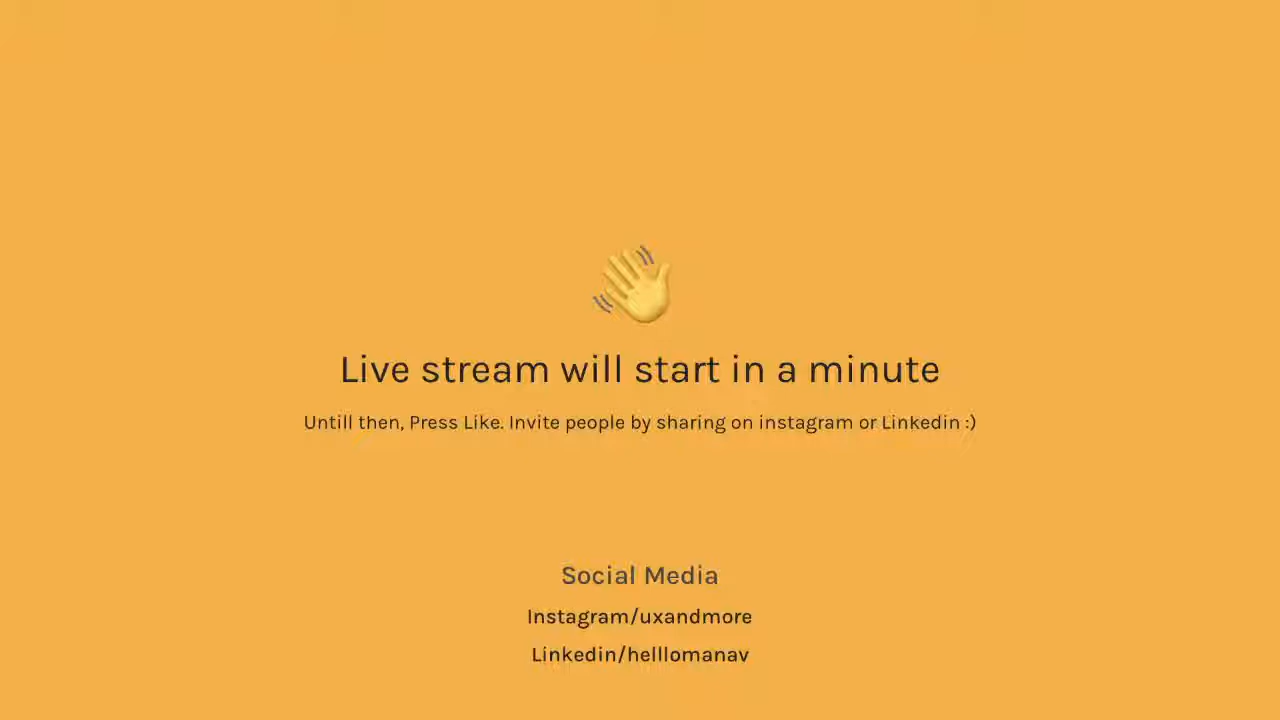 Live stream will start in a minute
Untill then, Press Like. Invite people by sharing on instagram or Linkedin :)
Social Media
Instagram/uxandmore
Linkedin/helllomanav